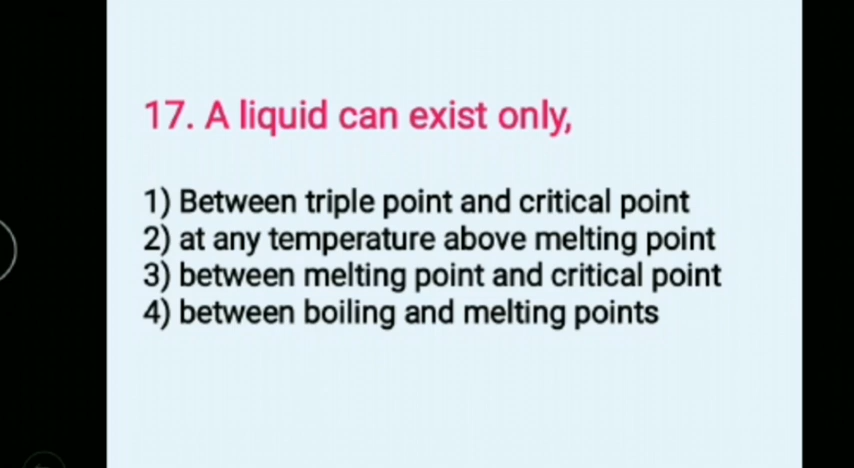 17. A liquid can exist only,
1) Between triple point and critical point
2) at any temperature above melting point
3) between melting point and critical point
4) between boiling and melting points